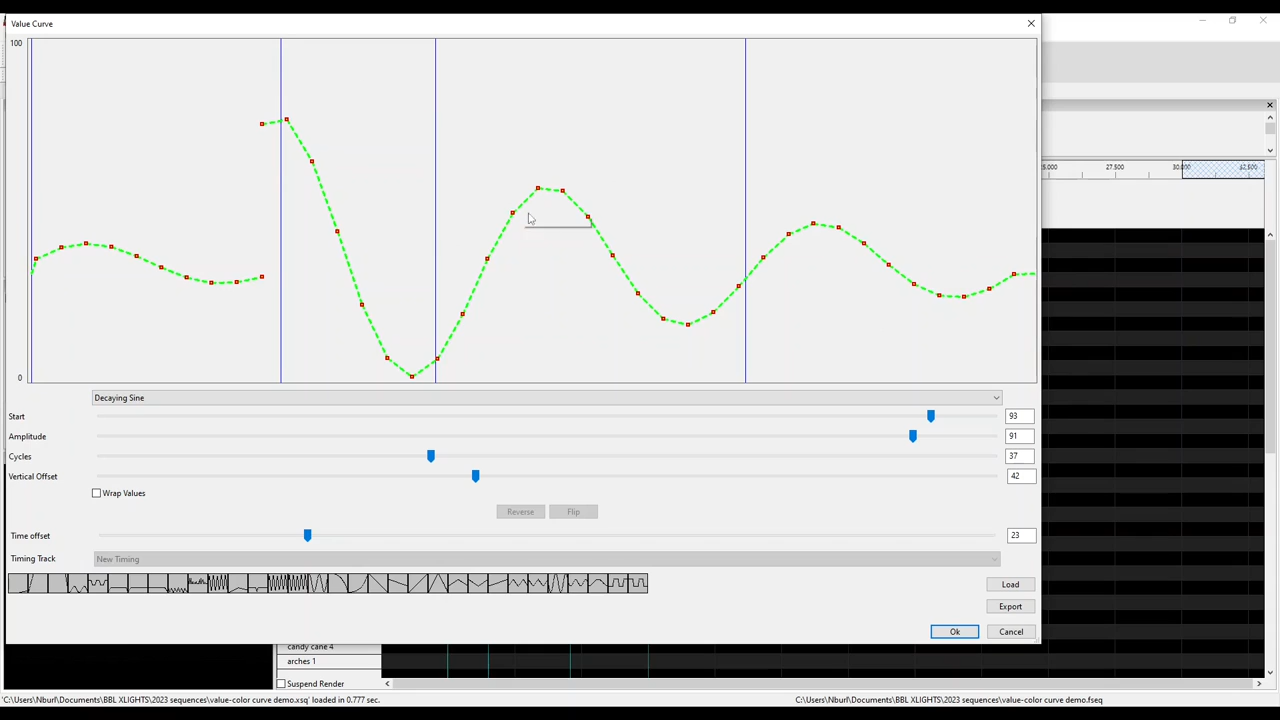 Value Curve
100
0
Decaying Sine
Start 93
Amplitude 91
Cycles 37
Vertical Offset 42
Wrap Values
Reverse Flip
Time offset 23
Timing Track New Timing
Load
Export
Ok Cancel
27.500
candy cane 4
arches 1
Suspend Render
'C:\Users\Nburl\Documents\BBL XLIGHTS\2023 sequences\value-color curve demo.xsq' loaded in 0.777 sec. C:\Users\Nburl\Documents\BBL XLIGHTS\2023 sequences\value-color curve demo.fseq